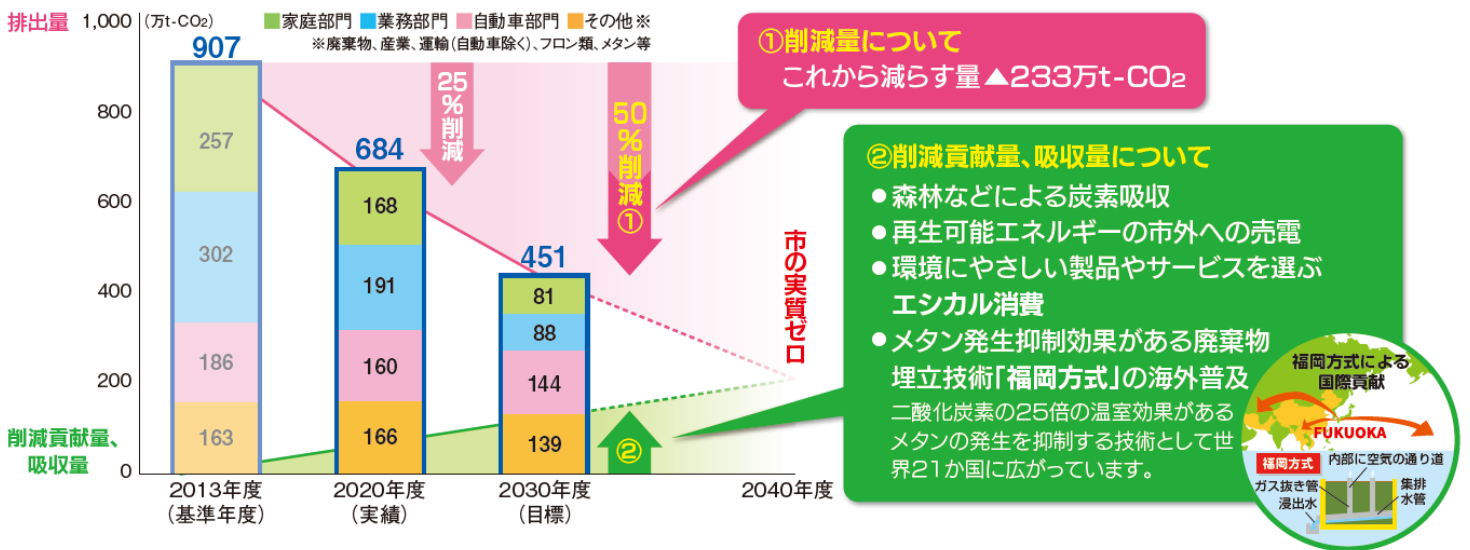 排出量
1,000 (万t-CO2)
家庭部門 業務部門 自動車部門 その他※
※廃棄物、産業、運輸(自動車除く)、フロン類、メタン等
800
600
400
200
0
削減貢献量、
吸収量
907
257
302
186
163
684
168
191
160
166
451
81
88
144
139
25%削減
50%削減①
②
市の実質ゼロ
2013年度
(基準年度)
2020年度
(実績)
2030年度
(目標)
2040年度
①削減量について
これから減らす量▲233万t-CO2
②削減貢献量、吸収量について
●森林などによる炭素吸収
●再生可能エネルギーの市外への売電
●環境にやさしい製品やサービスを選ぶ
エシカル消費
●メタン発生抑制効果がある廃棄物
埋立技術「福岡方式」の海外普及
二酸化炭素の25倍の温室効果がある
メタンの発生を抑制する技術として世
界21か国に広がっています。
福岡方式による
国際貢献
FUKUOKA
福岡方式
内部に空気の通り道
ガス抜き管
浸出水
集排
水管